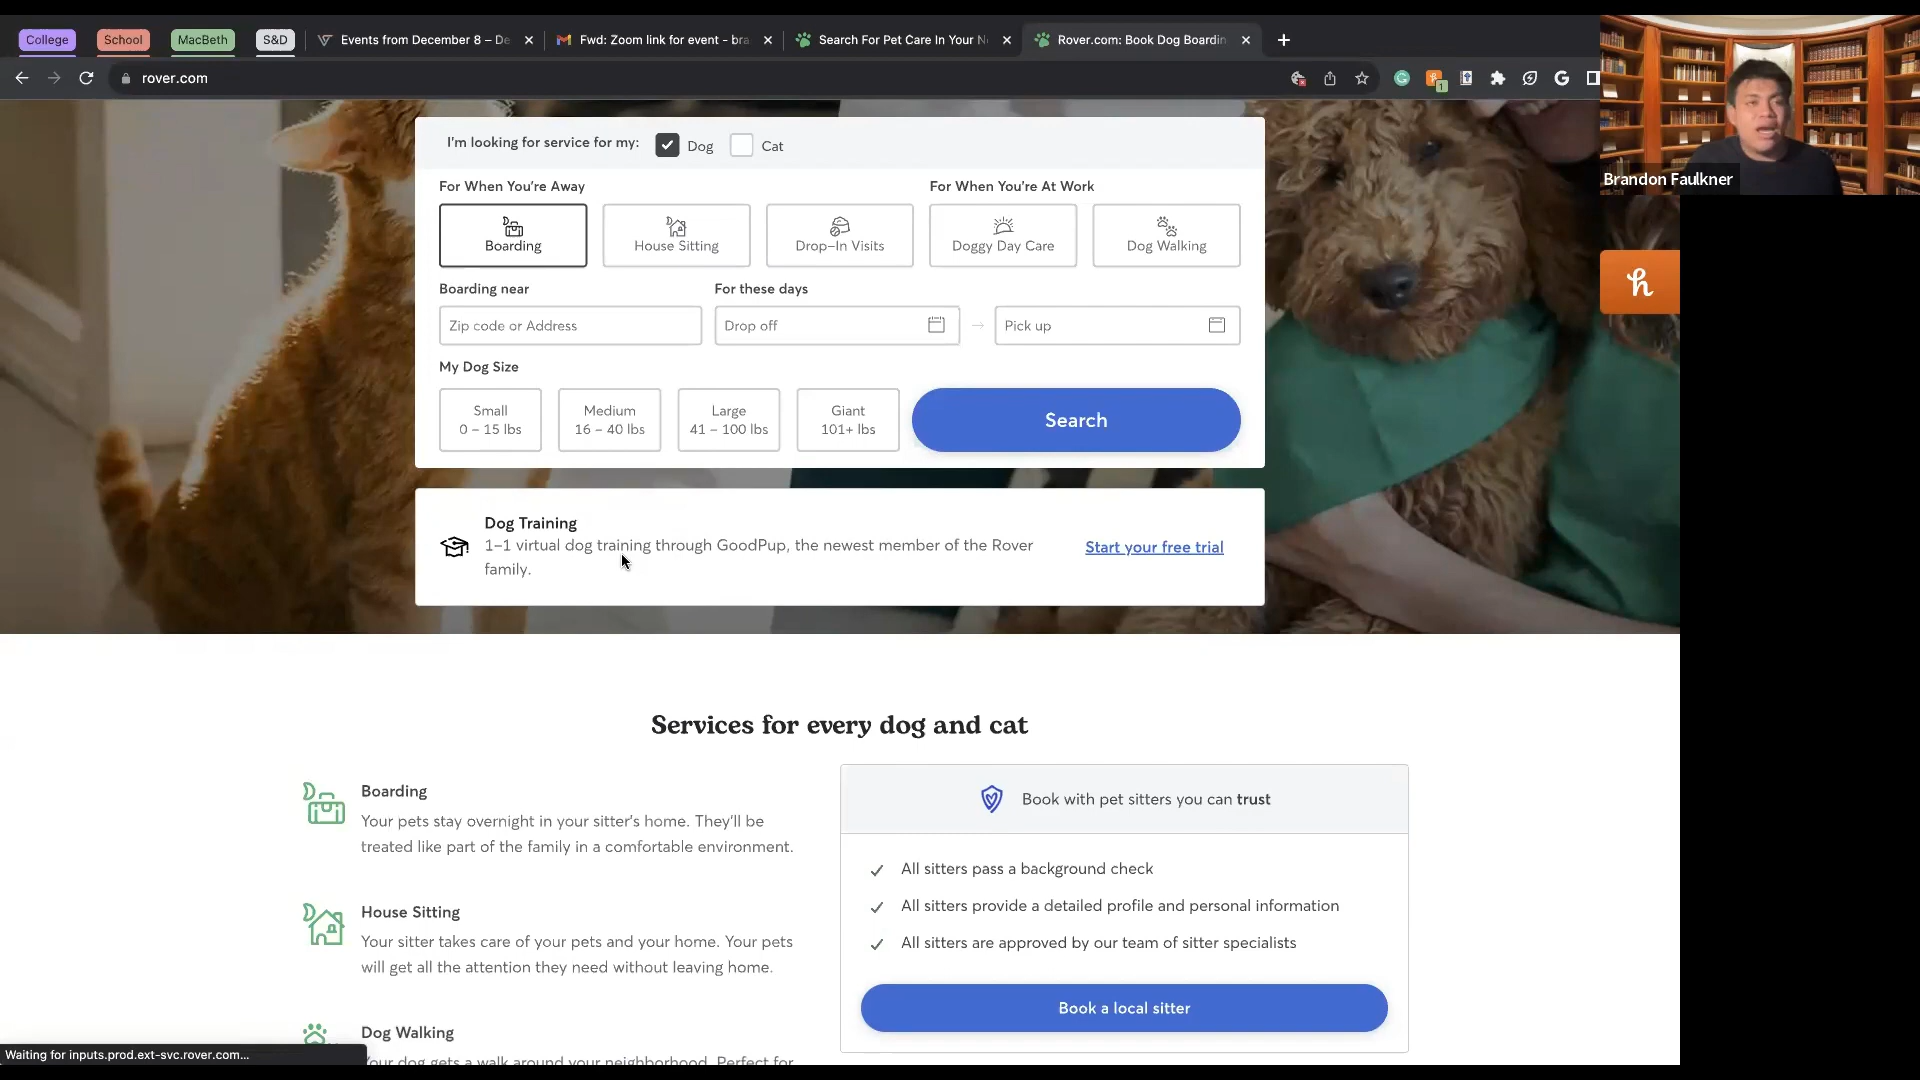 College
School
MacBeth
S&D
Events from December 8 – De
Fwd: Zoom link for event - bra
Search For Pet Care In Your N
Rover.com: Book Dog Boardin
rover.com
1
Brandon Faulkner
I'm looking for service for my:
Dog
Cat
For When You're Away
For When You're At Work
Boarding
House Sitting
Drop-In Visits
Doggy Day Care
Dog Walking
Boarding near
For these days
Zip code or Address
Drop off
Pick up
My Dog Size
Small
0 – 15 lbs
Medium
16 – 40 lbs
Large
41 – 100 lbs
Giant
101+ lbs
Search
Dog Training
1-1 virtual dog training through GoodPup, the newest member of the Rover
family.
Start your free trial
Services for every dog and cat
Boarding
Your pets stay overnight in your sitter's home. They'll be
treated like part of the family in a comfortable environment.
House Sitting
Your sitter takes care of your pets and your home. Your pets
will get all the attention they need without leaving home.
Dog Walking
Your dog gets a walk around your neighborhood. Perfect for
Book with pet sitters you can trust
All sitters pass a background check
All sitters provide a detailed profile and personal information
All sitters are approved by our team of sitter specialists
Book a local sitter
Waiting for inputs.prod.ext-svc.rover.com...